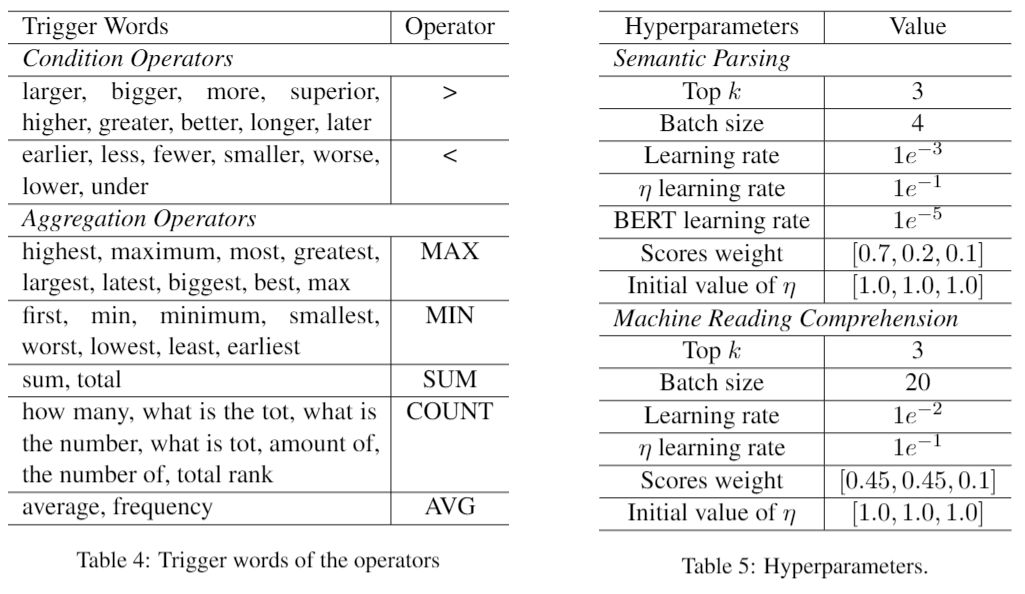 Trigger Words Operator
Condition Operators
larger, bigger, more, superior, >
higher, greater, better, longer, later
earlier, less, fewer, smaller, worse, <
lower, under
Aggregation Operators
highest, maximum, most, greatest, MAX
largest, latest, biggest, best, max
first, min, minimum, smallest, MIN
worst, lowest, least, earliest
sum, total SUM
how many, what is the tot, what is COUNT
the number, what is tot, amount of,
the number of, total rank
average, frequency AVG
Table 4: Trigger words of the operators
Hyperparameters Value
Semantic Parsing
Top k 3
Batch size 4
Learning rate 1e⁻³
η learning rate 1e⁻¹
BERT learning rate 1e⁻⁵
Scores weight [0.7, 0.2, 0.1]
Initial value of η [1.0, 1.0, 1.0]
Machine Reading Comprehension
Top k 3
Batch size 20
Learning rate 1e⁻²
η learning rate 1e⁻¹
Scores weight [0.45, 0.45, 0.1]
Initial value of η [1.0, 1.0, 1.0]
Table 5: Hyperparameters.